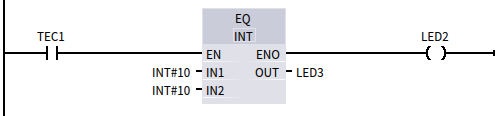 EQ
TEC1 INT LED2
EN ENO
INT#10 IN1 OUT LED3
INT#10 IN2